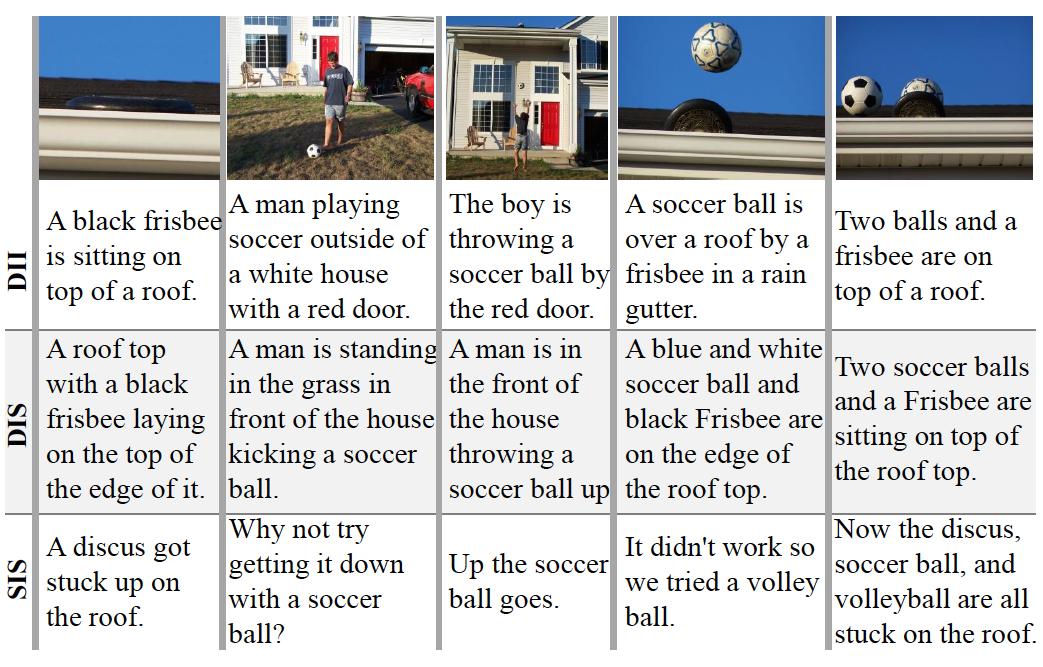 DII
A black frisbee
is sitting on
top of a roof.
A man playing
soccer outside of
a white house
with a red door.
The boy is
throwing a
soccer ball by
the red door.
A soccer ball is
over a roof by a
frisbee in a rain
gutter.
Two balls and a
frisbee are on
top of a roof.
DIS
A roof top
with a black
frisbee laying
on the top of
the edge of it.
A man is standing
in the grass in
front of the house
kicking a soccer
ball.
A man is in
the front of
the house
throwing a
soccer ball up
A blue and white
soccer ball and
black Frisbee are
on the edge of
the roof top.
Two soccer balls
and a Frisbee are
sitting on top of
the roof top.
SIS
A discus got
stuck up on
the roof.
Why not try
getting it down
with a soccer
ball?
Up the soccer
ball goes.
It didn't work so
we tried a volley
ball.
Now the discus,
soccer ball, and
volleyball are all
stuck on the roof.